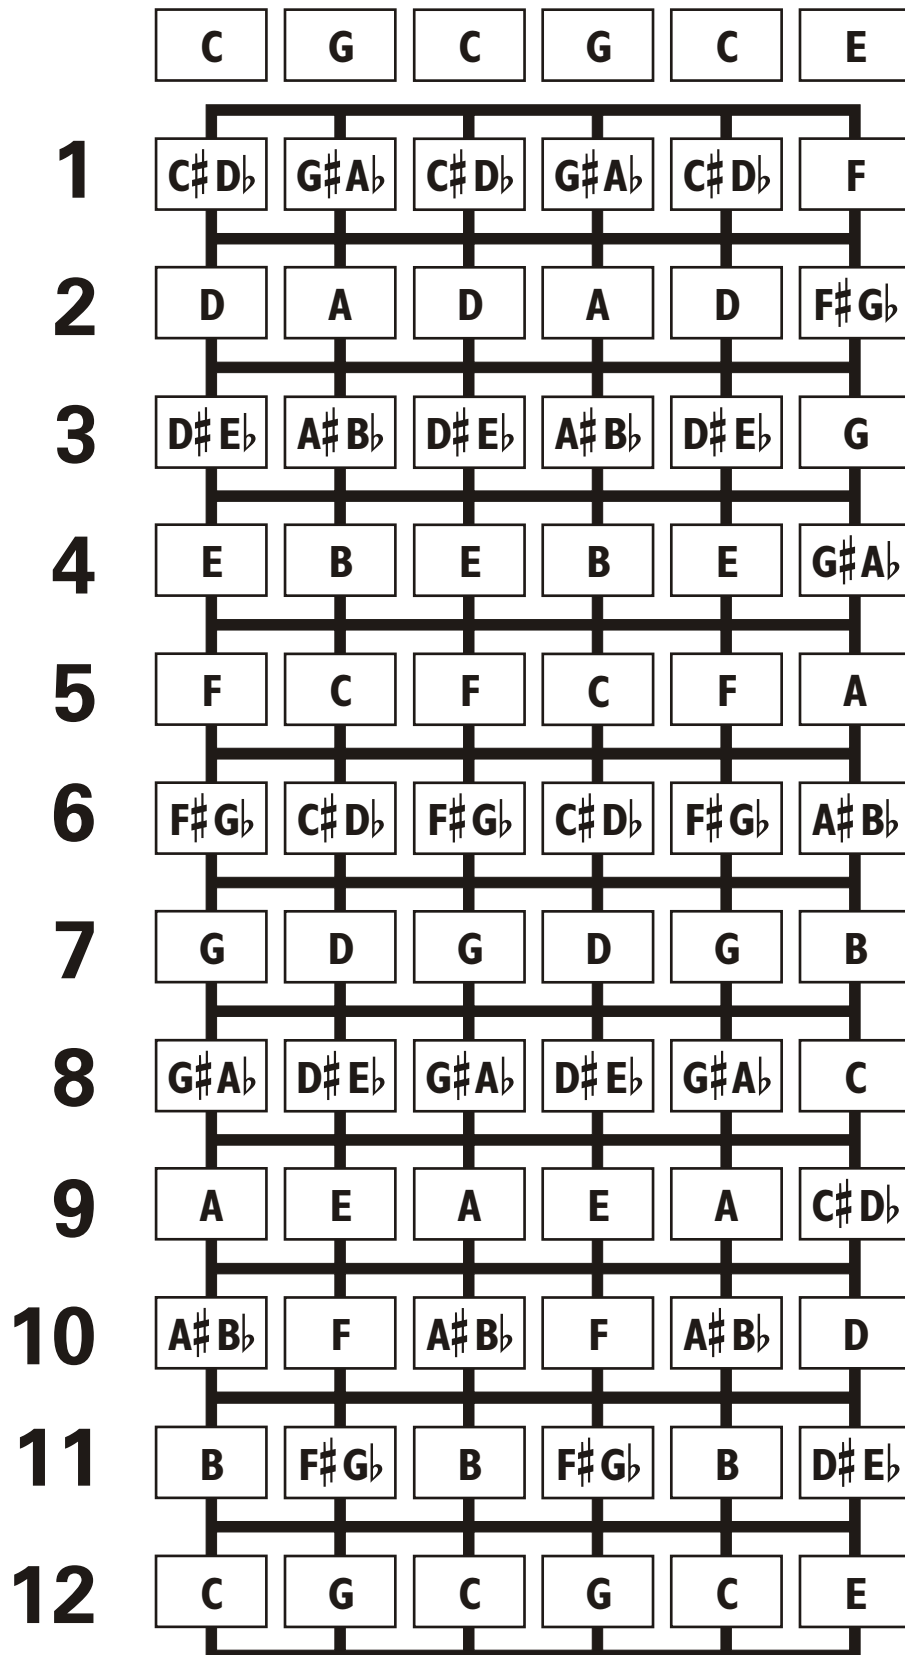 C G C G C E
1 C♯D♭ G♯A♭ C♯D♭ G♯A♭ C♯D♭ F
2 D A D A D F♯G♭
3 D♯E♭ A♯B♭ D♯E♭ A♯B♭ D♯E♭ G
4 E B E B E G♯A♭
5 F C F C F A
6 F♯G♭ C♯D♭ F♯G♭ C♯D♭ F♯G♭ A♯B♭
7 G D G D G B
8 G♯A♭ D♯E♭ G♯A♭ D♯E♭ G♯A♭ C
9 A E A E A C♯D♭
10 A♯B♭ F A♯B♭ F A♯B♭ D
11 B F♯G♭ B F♯G♭ B D♯E♭
12 C G C G C E